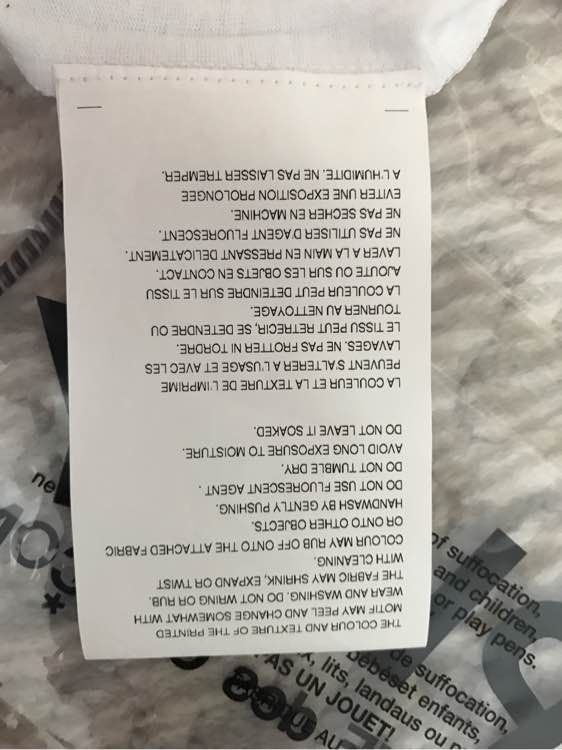 THE COLOUR AND TEXTURE OF THE PRINTED
MOTIF MAY PEEL AND CHANGE SOMEWHAT WITH
WEAR AND WASHING. DO NOT WRING OR RUB.
THE FABRIC MAY SHRINK, EXPAND OR TWIST
WITH CLEANING.
COLOUR MAY RUB OFF ONTO THE ATTACHED FABRIC
OR ONTO OTHER OBJECTS.
HANDWASH BY GENTLY PUSHING.
DO NOT USE FLUORESCENT AGENT .
DO NOT TUMBLE DRY.
AVOID LONG EXPOSURE TO MOISTURE.
DO NOT LEAVE IT SOAKED.
LA COULEUR ET LA TEXTURE DE L'IMPRIME
PEUVENT S'ALTERER A L'USAGE ET AVEC LES
LAVAGES. NE PAS FROTTER NI TORDRE.
LE TISSU PEUT RETRECIR, SE DETENDRE OU
TOURNER AU NETTOYAGE.
LA COULEUR PEUT DETEINDRE SUR LE TISSU
AJOUTE OU SUR LES OBJETS EN CONTACT.
LAVER A LA MAIN EN PRESSANT DELICATEMENT.
NE PAS UTILISER D'AGENT FLUORESCENT.
NE PAS SECHER EN MACHINE.
EVITER UNE EXPOSITION PROLONGEE
A L'HUMIDITE. NE PAS LAISSER TREMPER.
of suffocation,
and children,
or play pens.
de suffocation,
enfants,
lits, landaus ou
PAS UN JOUET!